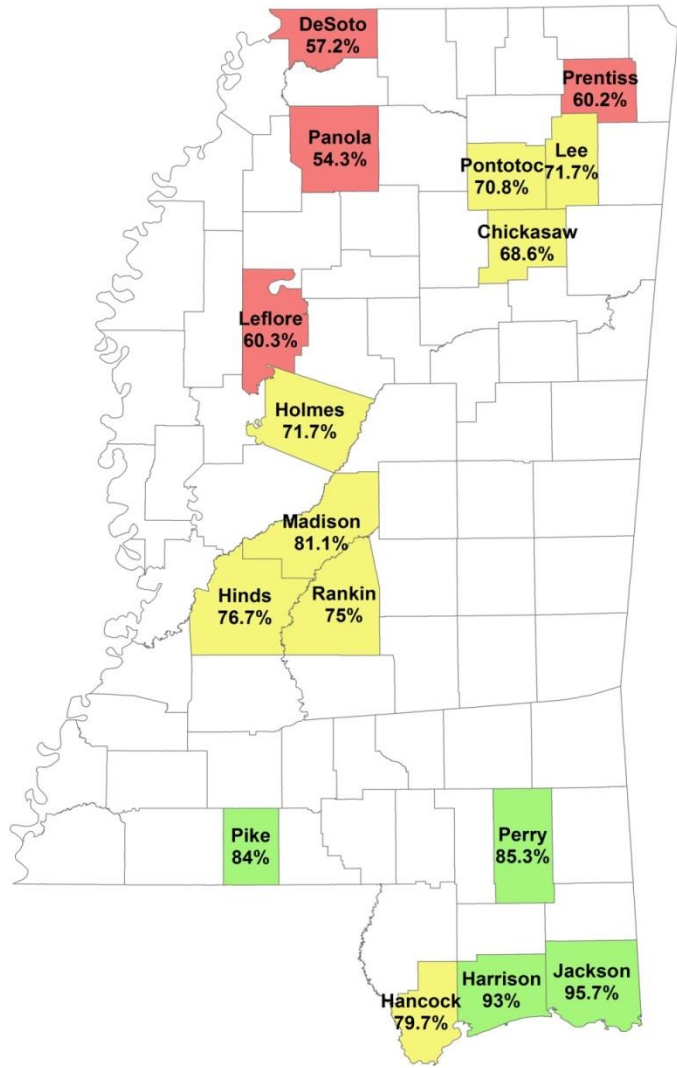 DeSoto
57.2%
Prentiss
60.2%
Panola
54.3%
Pontotoc
70.8%
Lee
71.7%
Chickasaw
68.6%
Leflore
60.3%
Holmes
71.7%
Madison
81.1%
Hinds
76.7%
Rankin
75%
Pike
84%
Perry
85.3%
Hancock
79.7%
Harrison
93%
Jackson
95.7%